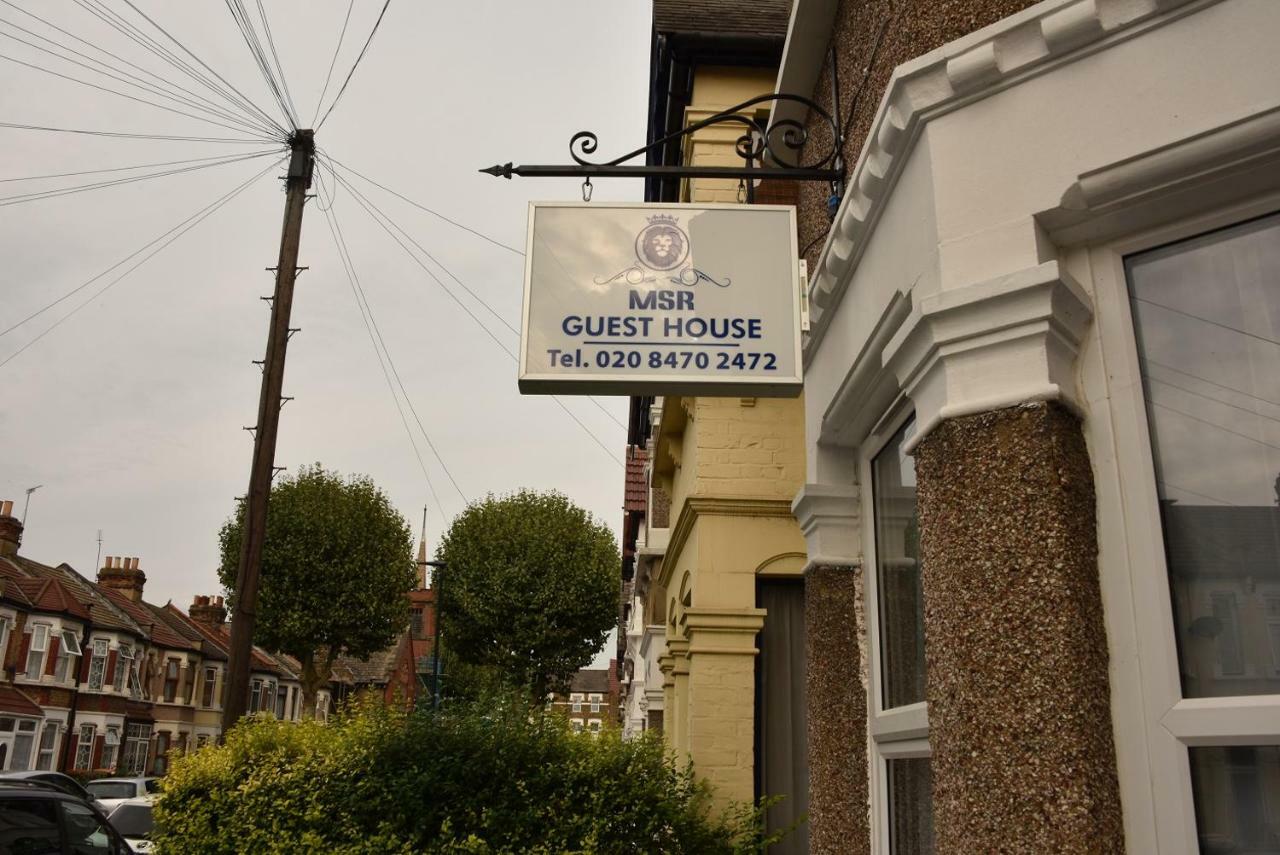 MSR
GUEST HOUSE
Tel. 020 8470 2472